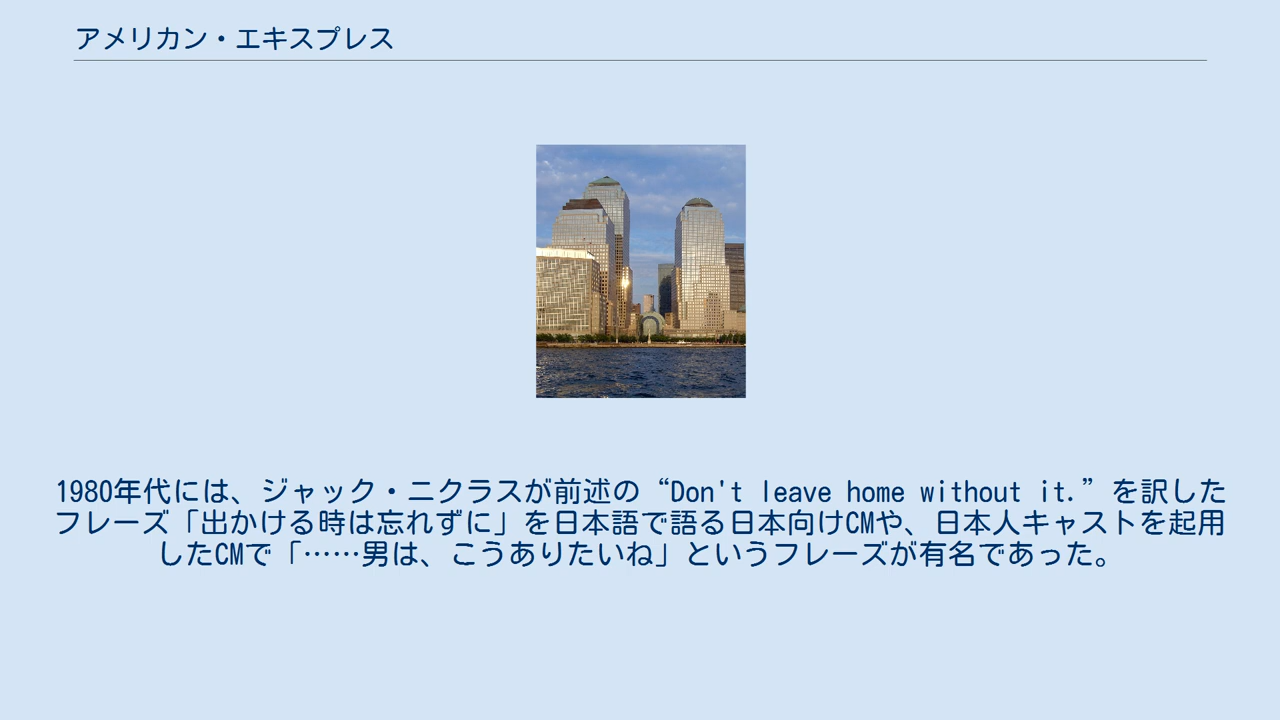 アメリカン・エキスプレス
1980年代には、ジャック・ニクラスが前述の“Don't leave home without it.”を訳した
フレーズ「出かける時は忘れずに」を日本語で語る日本向けCMや、日本人キャストを起用
したCMで「……男は、こうありたいね」というフレーズが有名であった。